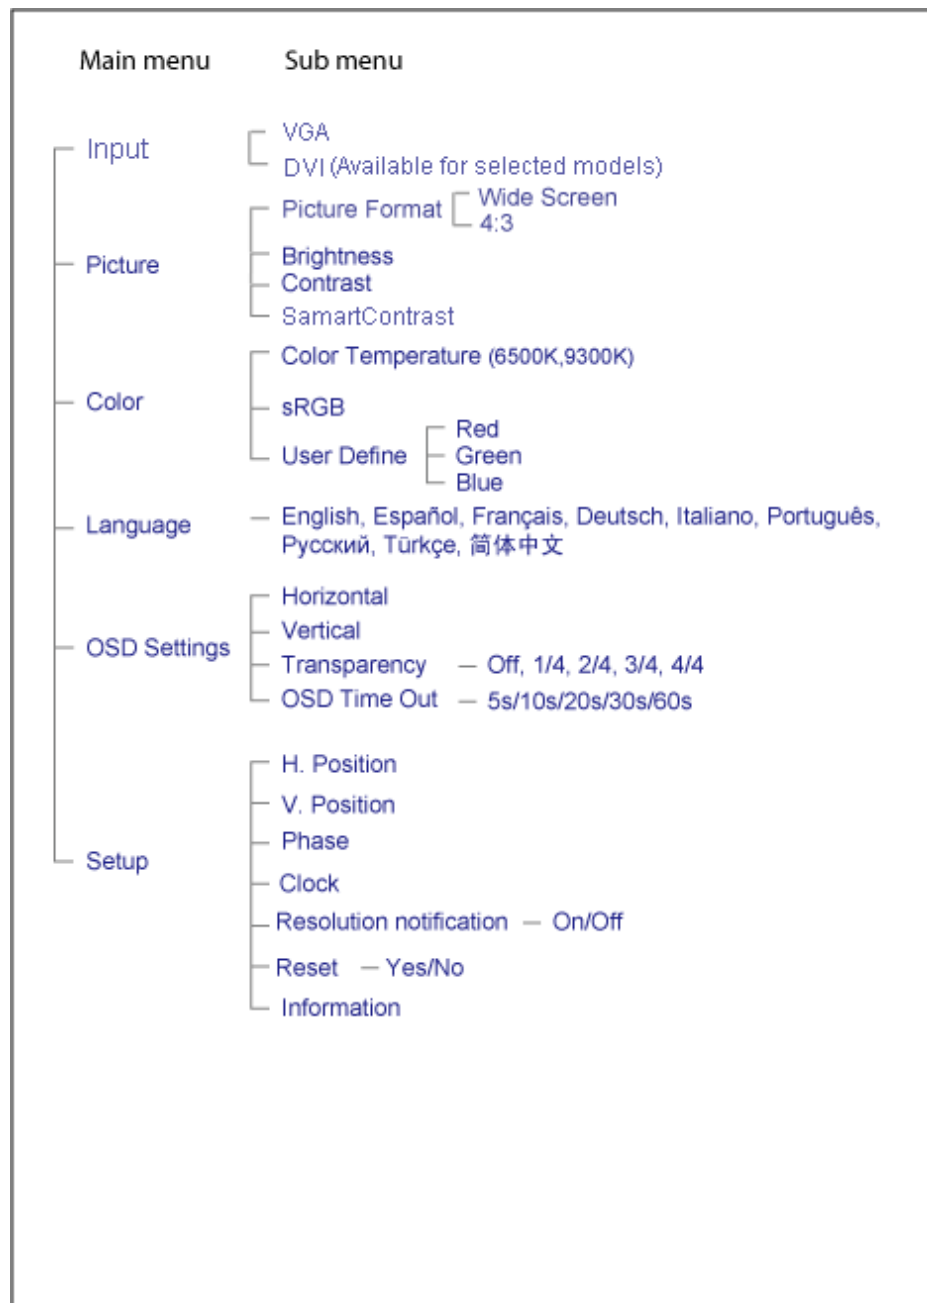 Main menu Sub menu
Input
VGA
DVI (Available for selected models)
Picture
Picture Format
Wide Screen
4:3
Brightness
Contrast
SamartContrast
Color
Color Temperature (6500K,9300K)
sRGB
User Define
Red
Green
Blue
Language
English, Español, Français, Deutsch, Italiano, Português,
Русский, Türkçe, 简体中文
OSD Settings
Horizontal
Vertical
Transparency — Off, 1/4, 2/4, 3/4, 4/4
OSD Time Out — 5s/10s/20s/30s/60s
Setup
H. Position
V. Position
Phase
Clock
Resolution notification — On/Off
Reset — Yes/No
Information